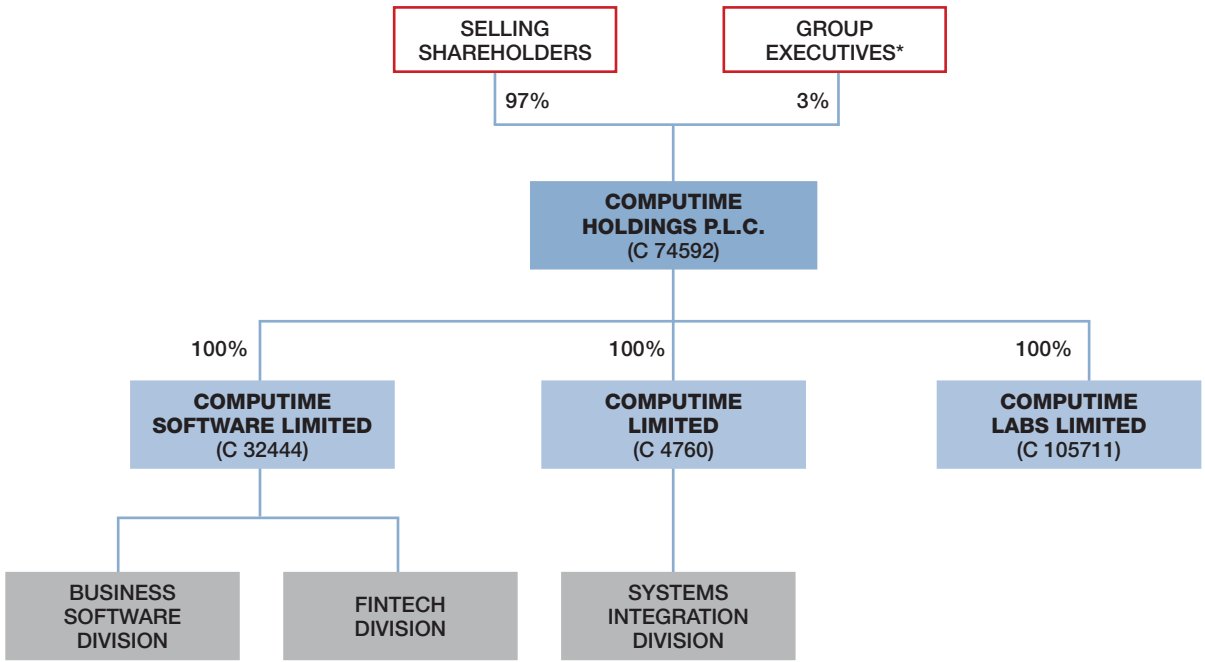 SELLING
SHAREHOLDERS
GROUP
EXECUTIVES*
97%
3%
COMPUTIME
HOLDINGS P.L.C.
(C 74592)
100%
100%
100%
COMPUTIME
SOFTWARE LIMITED
(C 32444)
COMPUTIME
LIMITED
(C 4760)
COMPUTIME
LABS LIMITED
(C 105711)
BUSINESS
SOFTWARE
DIVISION
FINTECH
DIVISION
SYSTEMS
INTEGRATION
DIVISION